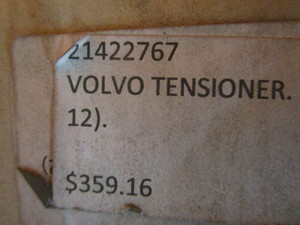 21422767
VOLVO TENSIONER.
12).
$359.16